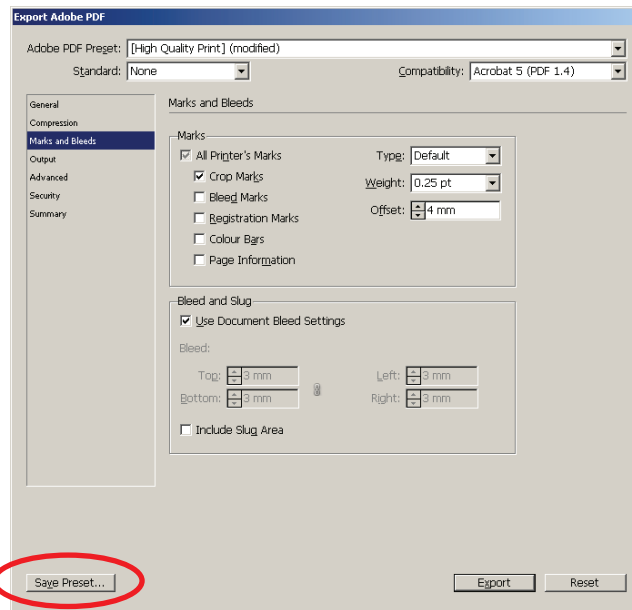 Export Adobe PDF
Adobe PDF Preset: [High Quality Print] (modified)
Standard: None Compatibility: Acrobat 5 (PDF 1.4)
General
Compression
Marks and Bleeds
Output
Advanced
Security
Summary
Marks and Bleeds
Marks
All Printer's Marks Type: Default
Crop Marks Weight: 0.25 pt
Bleed Marks Offset: 4 mm
Registration Marks
Colour Bars
Page Information
Bleed and Slug
Use Document Bleed Settings
Bleed:
Top: 3 mm Left: 3 mm
Bottom: 3 mm Right: 3 mm
Include Slug Area
Save Preset... Export Reset